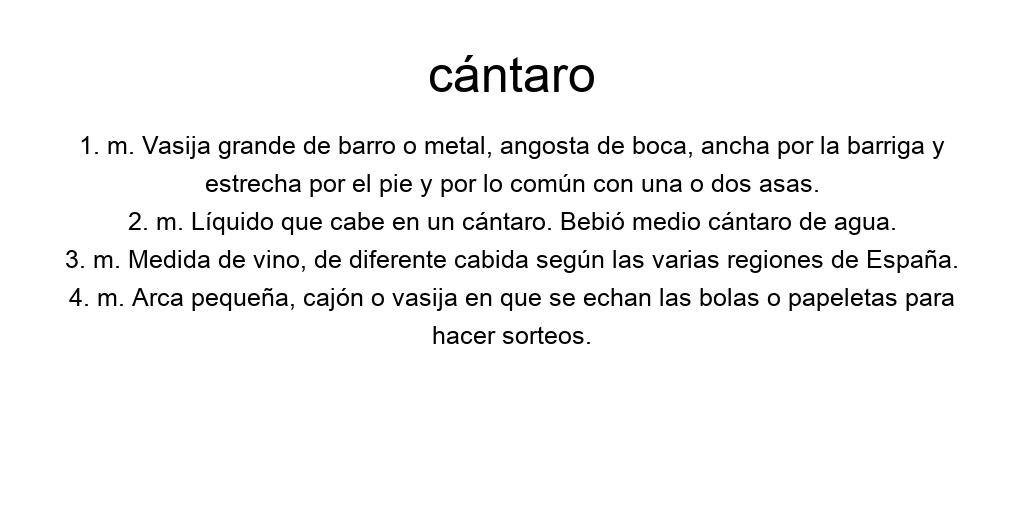 cántaro
1. m. Vasija grande de barro o metal, angosta de boca, ancha por la barriga y
estrecha por el pie y por lo común con una o dos asas.
2. m. Líquido que cabe en un cántaro. Bebió medio cántaro de agua.
3. m. Medida de vino, de diferente cabida según las varias regiones de España.
4. m. Arca pequeña, cajón o vasija en que se echan las bolas o papeletas para
hacer sorteos.